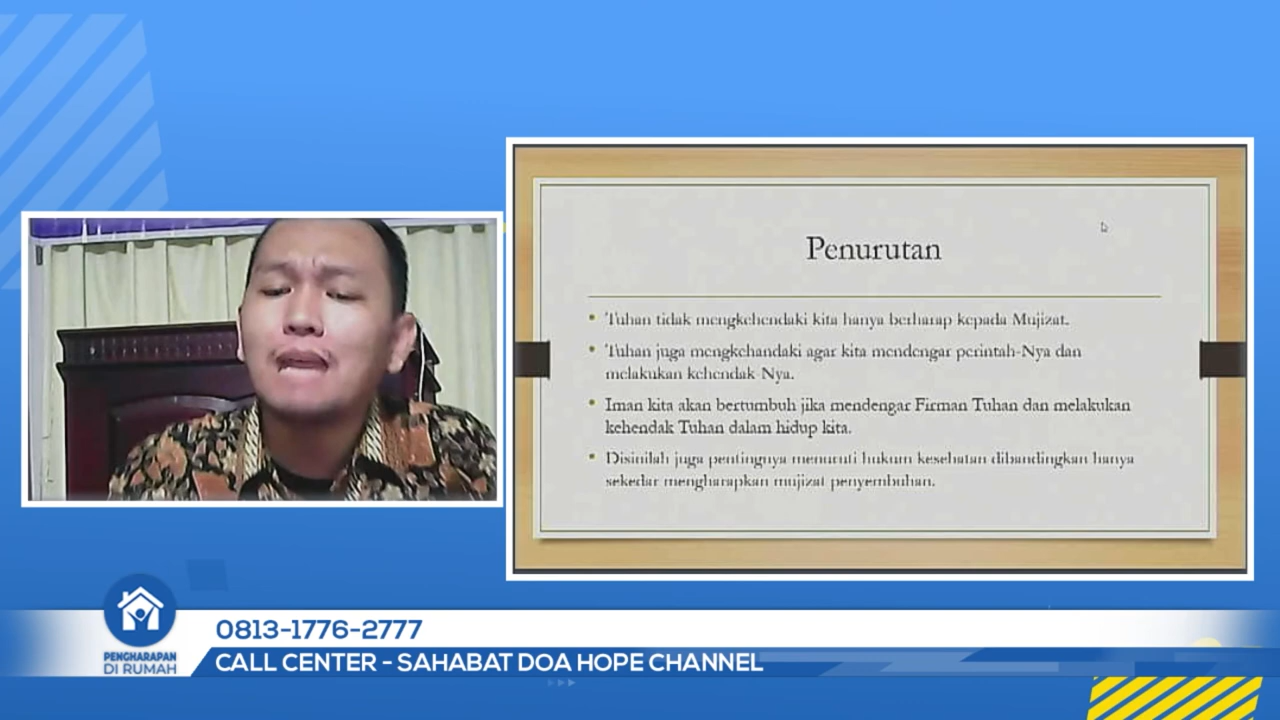 Penurutan
Tuhan tidak mengkehendaki kita hanya berharap kepada Mujizat.
Tuhan juga mengkehandaki agar kita mendengar perintah-Nya dan
melakukan kehendak-Nya.
Iman kita akan bertumbuh jika mendengar Firman Tuhan dan melakukan
kehendak Tuhan dalam hidup kita.
Disinilah juga pentingnya menuruti hukum kesehatan dibandingkan hanya
sekedar mengharapkan mujizat penyembuhan.
PENGHARAPAN
DI RUMAH
0813-1776-2777
CALL CENTER - SAHABAT DOA HOPE CHANNEL